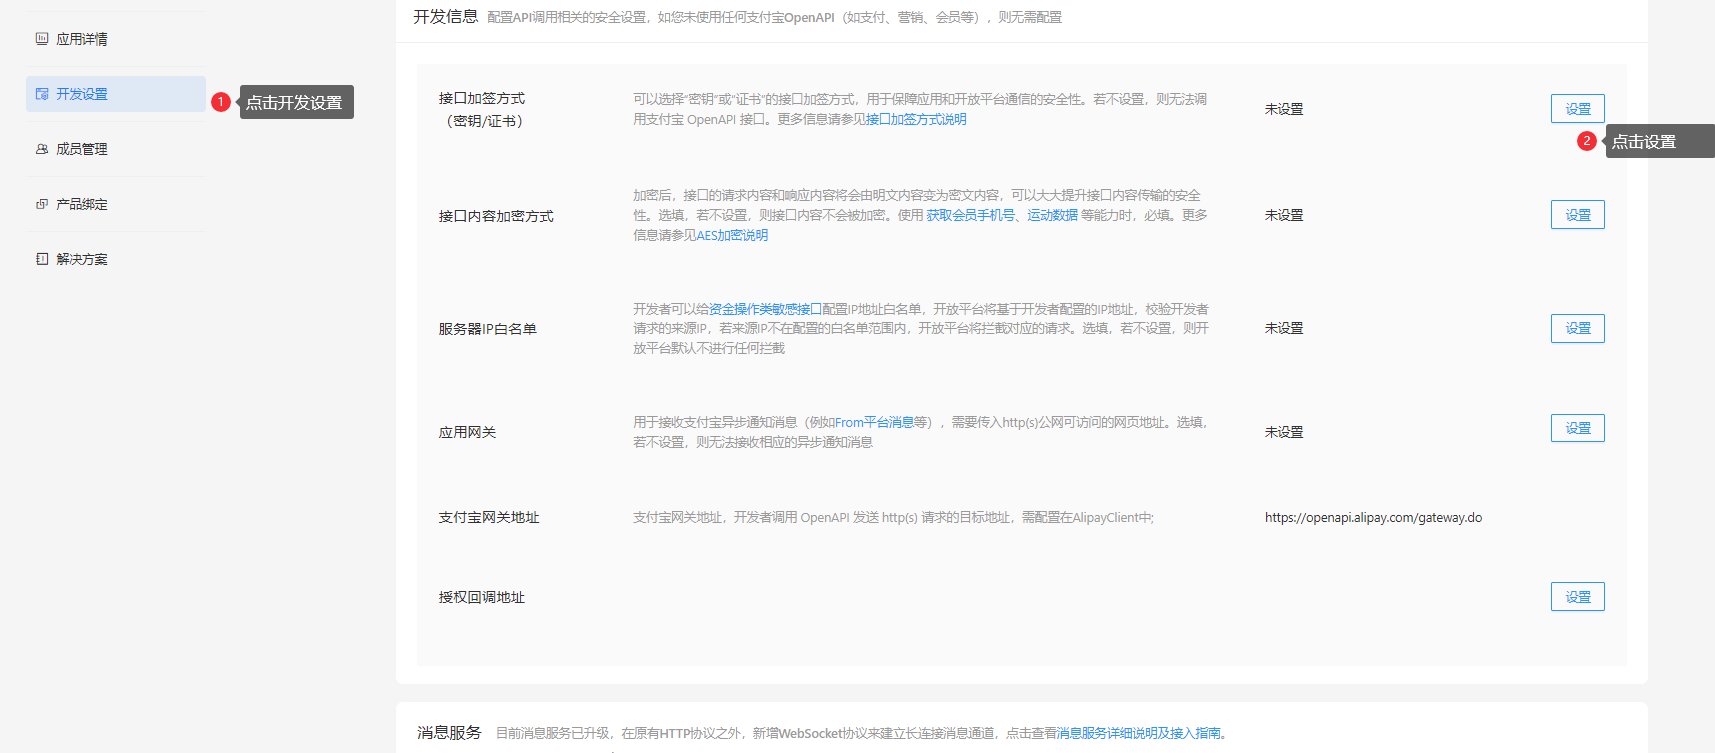 开发信息 配置API调用相关的安全设置，如您未使用任何支付宝OpenAPI（如支付、营销、会员等），则无需配置
应用详情
开发设置
1 点击开发设置
成员管理
产品绑定
解决方案
接口加签方式
（密钥/证书）
可以选择“密钥”或“证书”的接口加签方式，用于保障应用和开放平台通信的安全性。若不设置，则无法调
用支付宝 OpenAPI 接口。更多信息请参见接口加签方式说明
未设置
设置
2 点击设置
接口内容加密方式
加密后，接口的请求内容和响应内容将会由明文内容变为密文内容，可以大大提升接口内容传输的安全
性。选填，若不设置，则接口内容不会被加密。使用 获取会员手机号、运动数据 等能力时，必填。更多
信息请参见AES加密说明
未设置
设置
服务器IP白名单
开发者可以给资金操作类敏感接口配置IP地址白名单，开放平台将基于开发者配置的IP地址，校验开发者
请求的来源IP，若来源IP不在配置的白名单范围内，开放平台将拦截对应的请求。选填，若不设置，则开
放平台默认不进行任何拦截
未设置
设置
应用网关
用于接收支付宝异步通知消息（例如From平台消息等），需要传入http(s)公网可访问的网页地址。选填，
若不设置，则无法接收相应的异步通知消息
未设置
设置
支付宝网关地址
支付宝网关地址，开发者调用 OpenAPI 发送 http(s) 请求的目标地址，需配置在AlipayClient中;
https://openapi.alipay.com/gateway.do
授权回调地址
设置
消息服务 目前消息服务已升级，在原有HTTP协议之外，新增WebSocket协议来建立长连接消息通道，点击查看消息服务详细说明及接入指南。